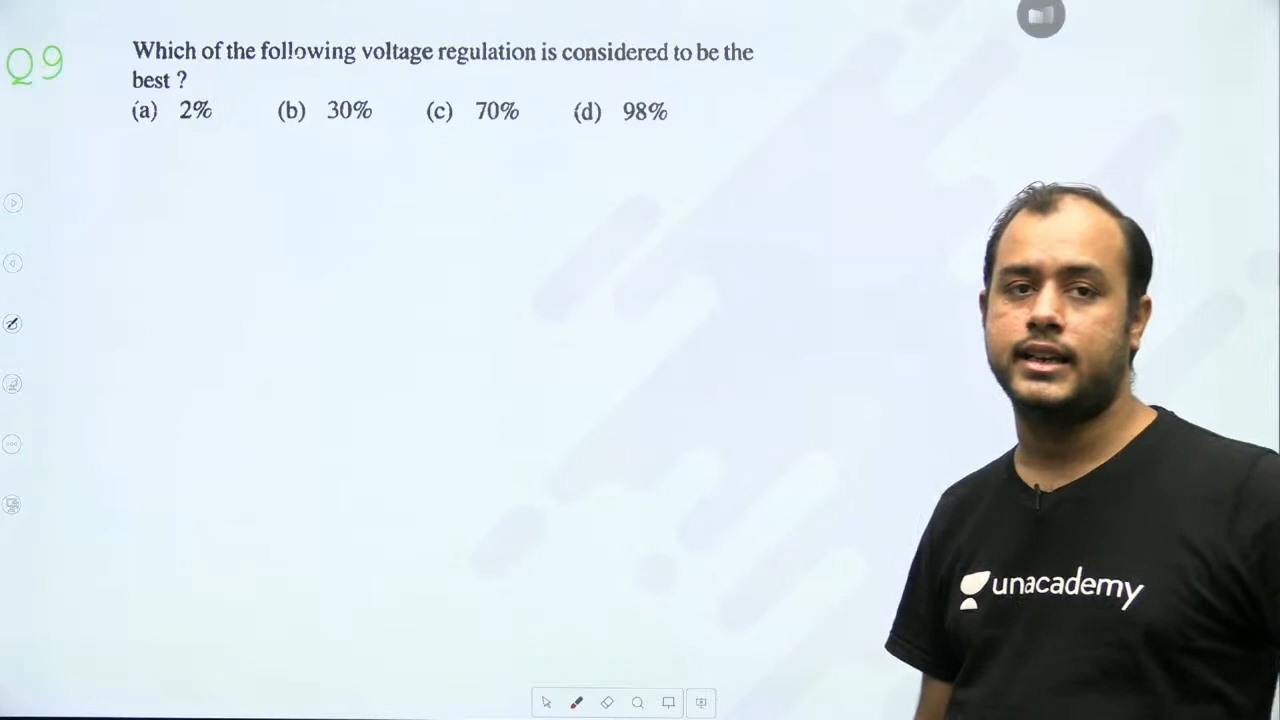 Q9
Which of the following voltage regulation is considered to be the
best ?
(a) 2% (b) 30% (c) 70% (d) 98%
unacademy